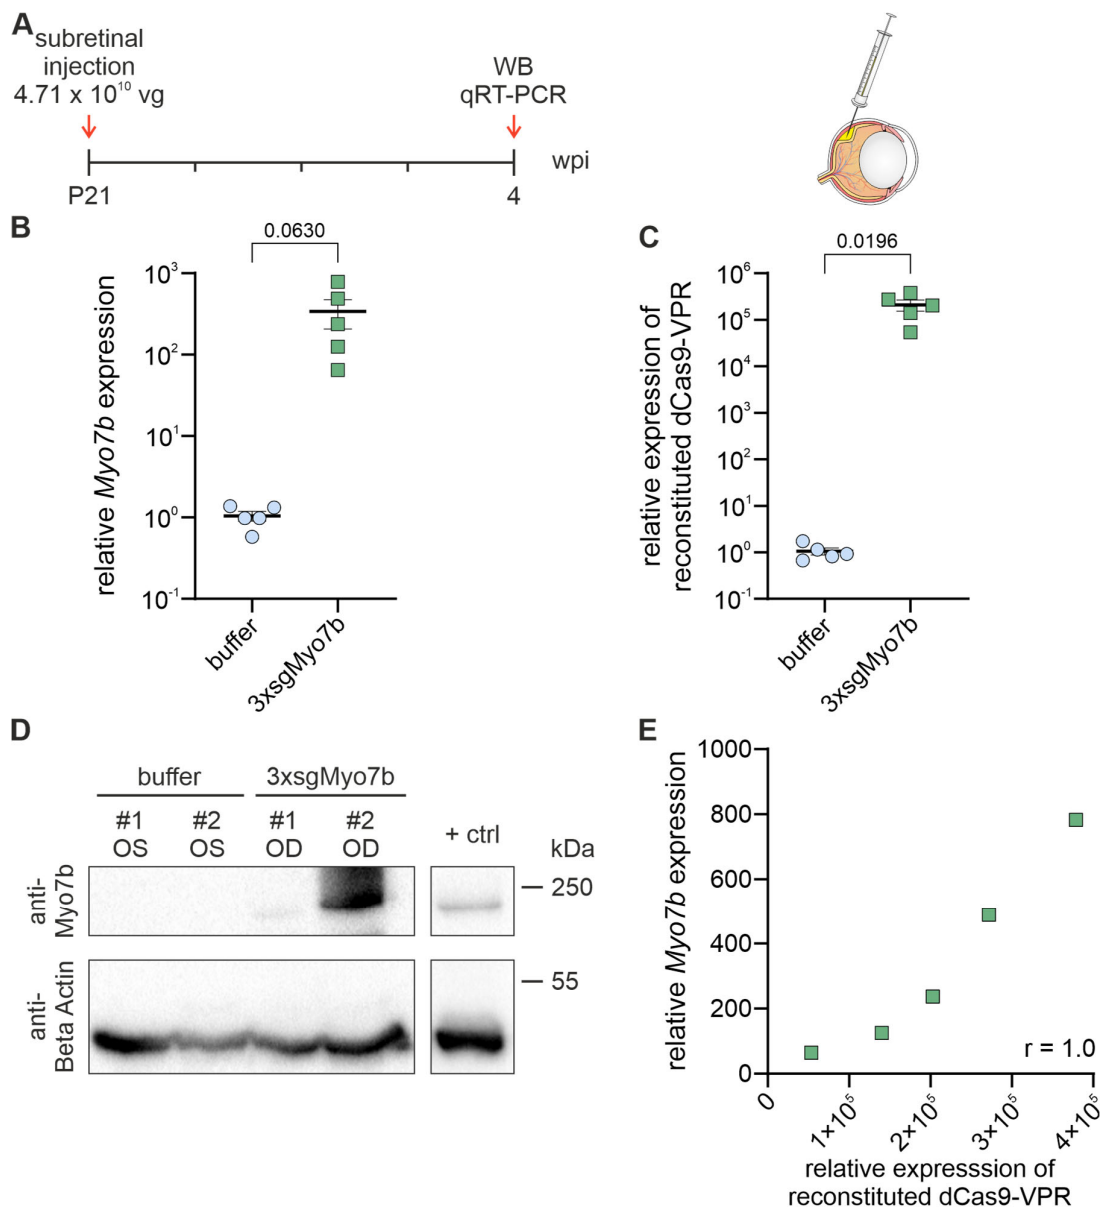 A
subretinal
injection
4.71 x 10¹⁰ vg
WB
qRT-PCR
wpi
P21
4
B
0.0630
relative Myo7b expression
10³
10²
10¹
10⁰
10⁻¹
buffer
3xsgMyo7b
C
0.0196
relative expression of
reconstituted dCas9-VPR
10⁶
10⁵
10⁴
10³
10²
10¹
10⁰
10⁻¹
buffer
3xsgMyo7b
D
buffer
3xsgMyo7b
#1
OS
#2
OS
#1
OD
#2
OD
+ ctrl
kDa
anti-
Myo7b
250
anti-
Beta Actin
55
E
relative Myo7b expression
1000
800
600
400
200
0
r = 1.0
0
1×10⁵
2×10⁵
3×10⁵
4×10⁵
relative expresssion of
reconstituted dCas9-VPR